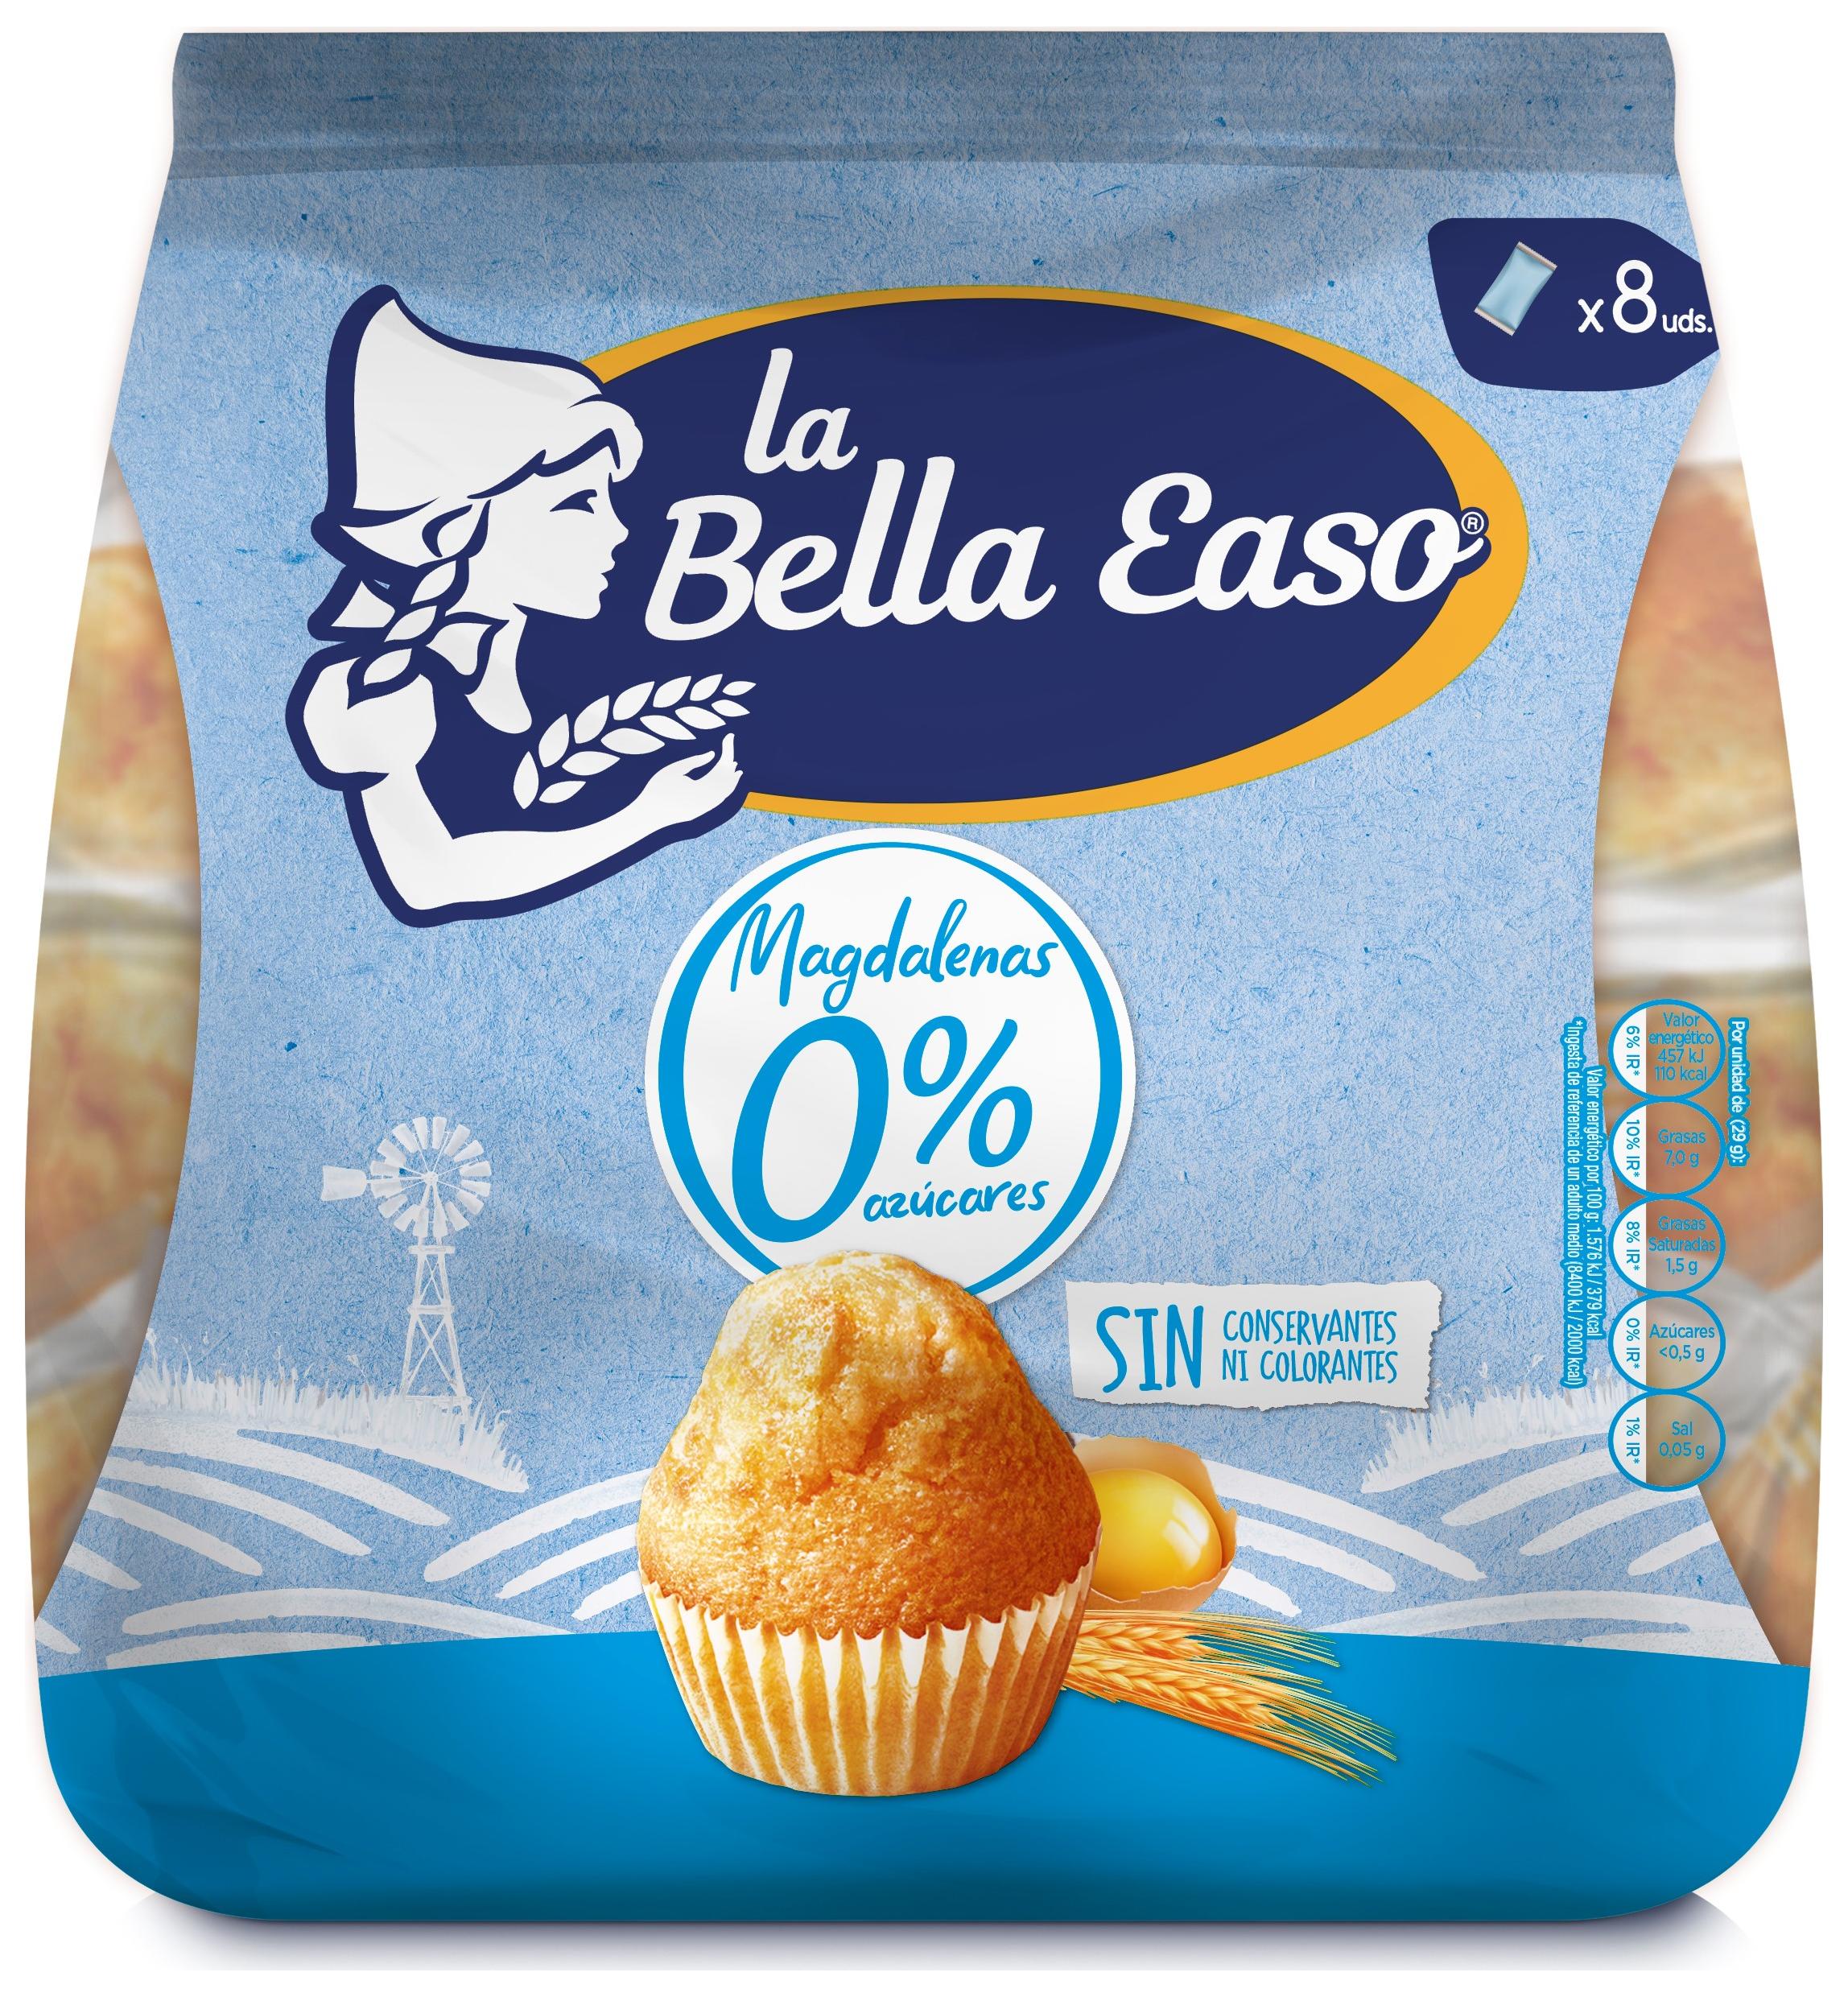 x8 uds.
la
Bella Easo®
Magdalenas
0%
azúcares
SIN CONSERVANTES
NI COLORANTES
Por unidad de (29 g):
Valor
energético
457 kJ
110 kcal
6% IR*
Grasas
7,0 g
10% IR*
Grasas
Saturadas
1,5 g
8% IR*
Azúcares
<0,5 g
0% IR*
Sal
0,05 g
1% IR*
Valor energético por 100 g: 1.576 kJ / 379 kcal
*Ingesta de referencia de un adulto medio (8400 kJ / 2000 kcal)